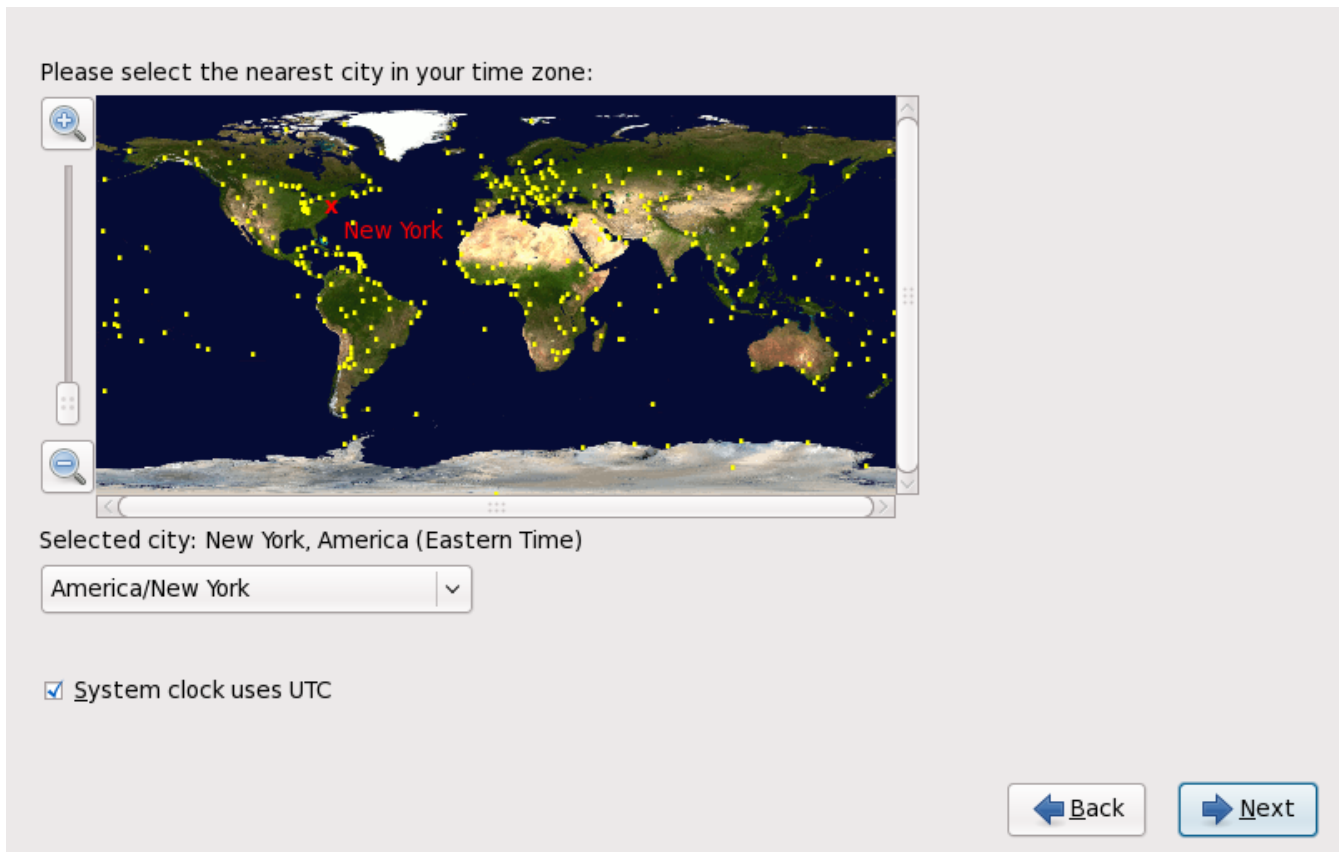 Please select the nearest city in your time zone:
New York
Selected city: New York, America (Eastern Time)
America/New York
System clock uses UTC
Back
Next